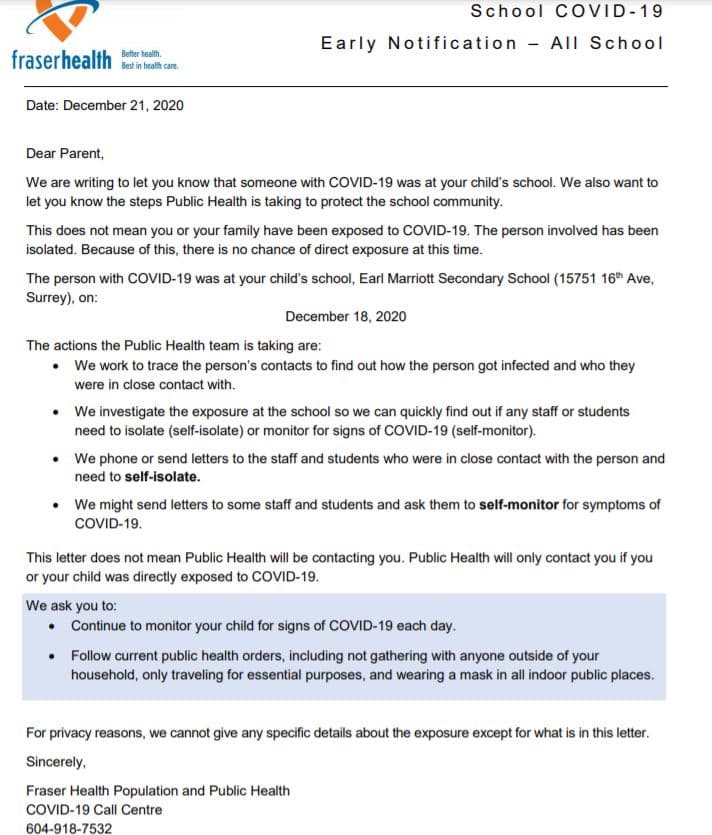 School COVID-19
Early Notification – All School
fraserhealth
Better health.
Best in health care.
Date: December 21, 2020
Dear Parent,
We are writing to let you know that someone with COVID-19 was at your child's school. We also want to
let you know the steps Public Health is taking to protect the school community.
This does not mean you or your family have been exposed to COVID-19. The person involved has been
isolated. Because of this, there is no chance of direct exposure at this time.
The person with COVID-19 was at your child's school, Earl Marriott Secondary School (15751 16th Ave,
Surrey), on:
December 18, 2020
The actions the Public Health team is taking are:
• We work to trace the person's contacts to find out how the person got infected and who they
were in close contact with.
• We investigate the exposure at the school so we can quickly find out if any staff or students
need to isolate (self-isolate) or monitor for signs of COVID-19 (self-monitor).
• We phone or send letters to the staff and students who were in close contact with the person and
need to self-isolate.
• We might send letters to some staff and students and ask them to self-monitor for symptoms of
COVID-19.
This letter does not mean Public Health will be contacting you. Public Health will only contact you if you
or your child was directly exposed to COVID-19.
We ask you to:
• Continue to monitor your child for signs of COVID-19 each day.
• Follow current public health orders, including not gathering with anyone outside of your
household, only traveling for essential purposes, and wearing a mask in all indoor public places.
For privacy reasons, we cannot give any specific details about the exposure except for what is in this letter.
Sincerely,
Fraser Health Population and Public Health
COVID-19 Call Centre
604-918-7532